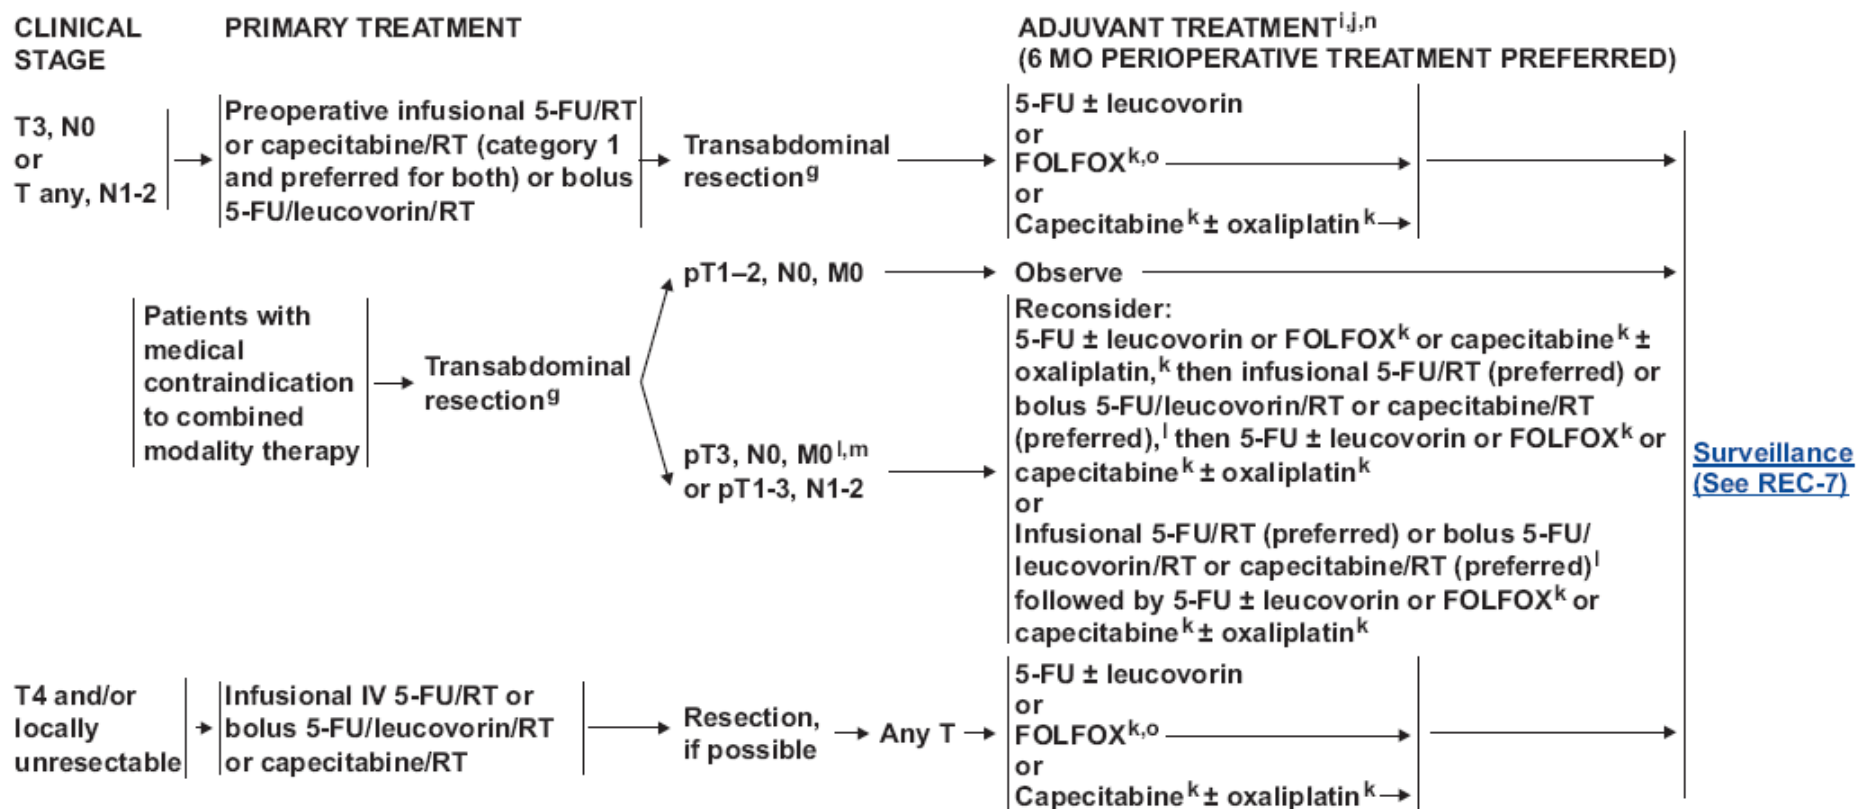 CLINICAL
STAGE
PRIMARY TREATMENT
ADJUVANT TREATMENTi,j,n
(6 MO PERIOPERATIVE TREATMENT PREFERRED)
T3, N0
or
T any, N1-2
Preoperative infusional 5-FU/RT
or capecitabine/RT (category 1
and preferred for both) or bolus
5-FU/leucovorin/RT
Transabdominal
resectiong
5-FU ± leucovorin
or
FOLFOXk,o
or
Capecitabinek ± oxaliplatink
Patients with
medical
contraindication
to combined
modality therapy
Transabdominal
resectiong
pT1–2, N0, M0
Observe
pT3, N0, M0l,m
or pT1-3, N1-2
Reconsider:
5-FU ± leucovorin or FOLFOXk or capecitabinek ±
oxaliplatin,k then infusional 5-FU/RT (preferred) or
bolus 5-FU/leucovorin/RT or capecitabine/RT
(preferred),l then 5-FU ± leucovorin or FOLFOXk or
capecitabinek ± oxaliplatink
or
Infusional 5-FU/RT (preferred) or bolus 5-FU/
leucovorin/RT or capecitabine/RT (preferred)l
followed by 5-FU ± leucovorin or FOLFOXk or
capecitabinek ± oxaliplatink
Surveillance
(See REC-7)
T4 and/or
locally
unresectable
Infusional IV 5-FU/RT or
bolus 5-FU/leucovorin/RT
or capecitabine/RT
Resection,
if possible
Any T
5-FU ± leucovorin
or
FOLFOXk,o
or
Capecitabinek ± oxaliplatink